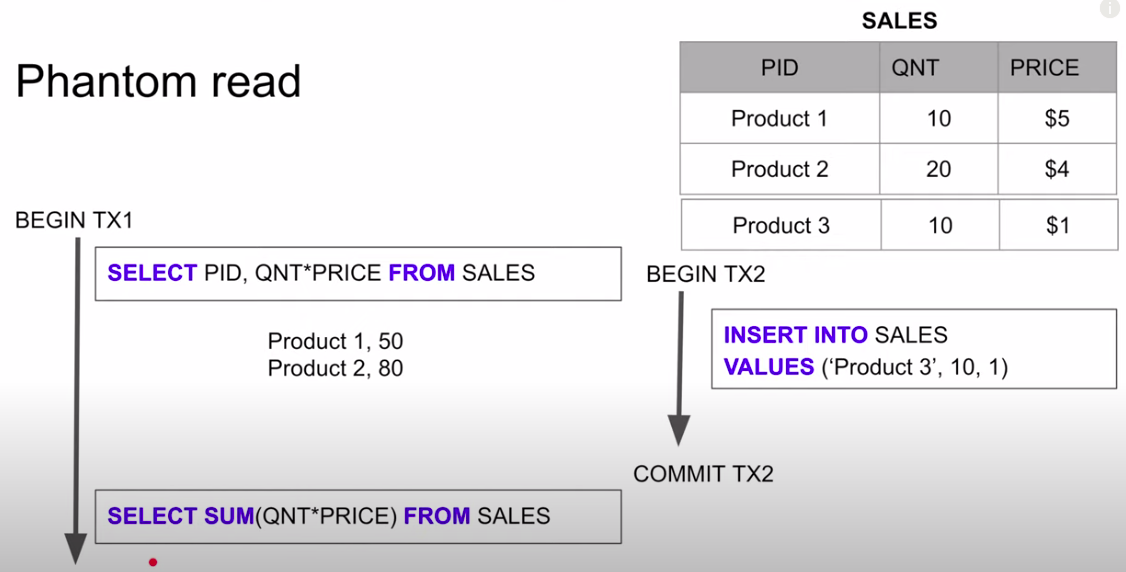 SALES
Phantom read
PID QNT PRICE
Product 1 10 $5
Product 2 20 $4
Product 3 10 $1
BEGIN TX1
SELECT PID, QNT*PRICE FROM SALES
Product 1, 50
Product 2, 80
BEGIN TX2
INSERT INTO SALES
VALUES (‘Product 3’, 10, 1)
COMMIT TX2
SELECT SUM(QNT*PRICE) FROM SALES